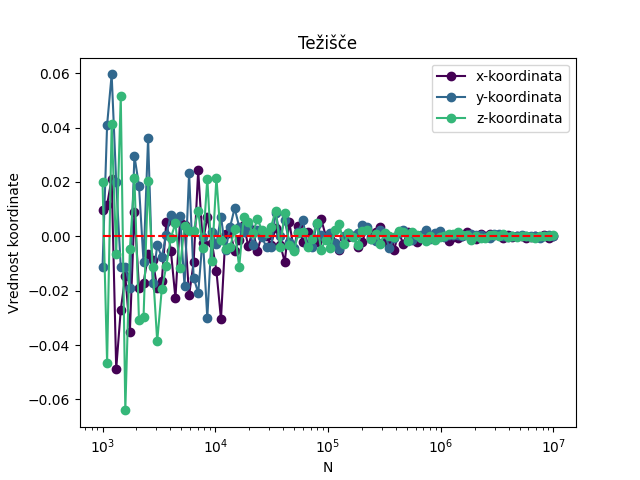 Težišče
Vrednost koordinate
0.06
0.04
0.02
0.00
−0.02
−0.04
−0.06
x-koordinata
y-koordinata
z-koordinata
10³
10⁴
10⁵
10⁶
10⁷
N